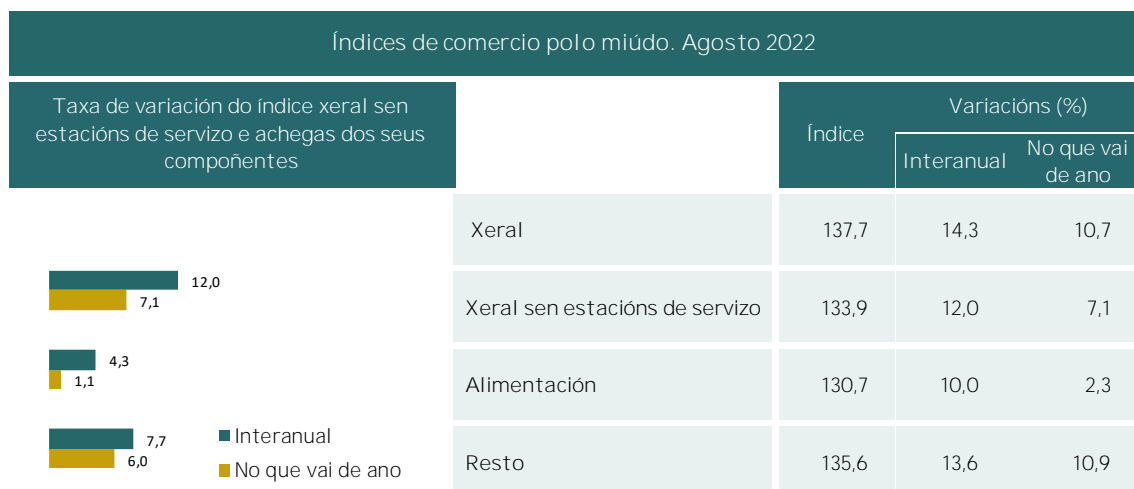 Índices de comercio polo miúdo. Agosto 2022
Taxa de variación do índice xeral sen
estacións de servizo e achegas dos seus
compoñentes
Índice
Variacións (%)
Interanual
No que vai
de ano
Xeral
137,7
14,3
10,7
12,0
7,1
Xeral sen estacións de servizo
133,9
12,0
7,1
4,3
1,1
Alimentación
130,7
10,0
2,3
7,7
6,0
Interanual
No que vai de ano
Resto
135,6
13,6
10,9